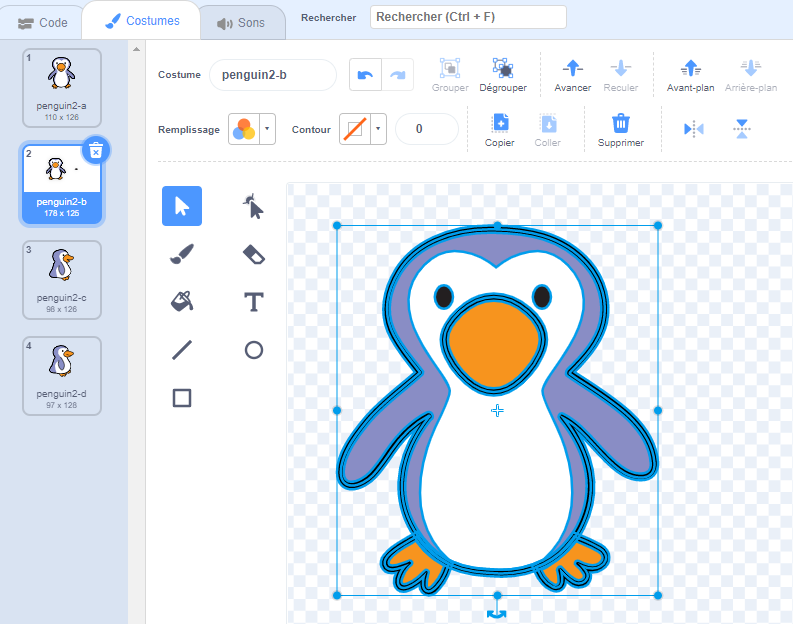 Code
Costumes
Sons
Rechercher
Rechercher (Ctrl + F)
1
penguin2-a
110 x 126
2
penguin2-b
178 x 125
3
penguin2-c
98 x 126
4
penguin2-d
97 x 128
Costume
penguin2-b
Grouper
Dégrouper
Avancer
Reculer
Avant-plan
Arrière-plan
Remplissage
Contour
0
Copier
Coller
Supprimer
T